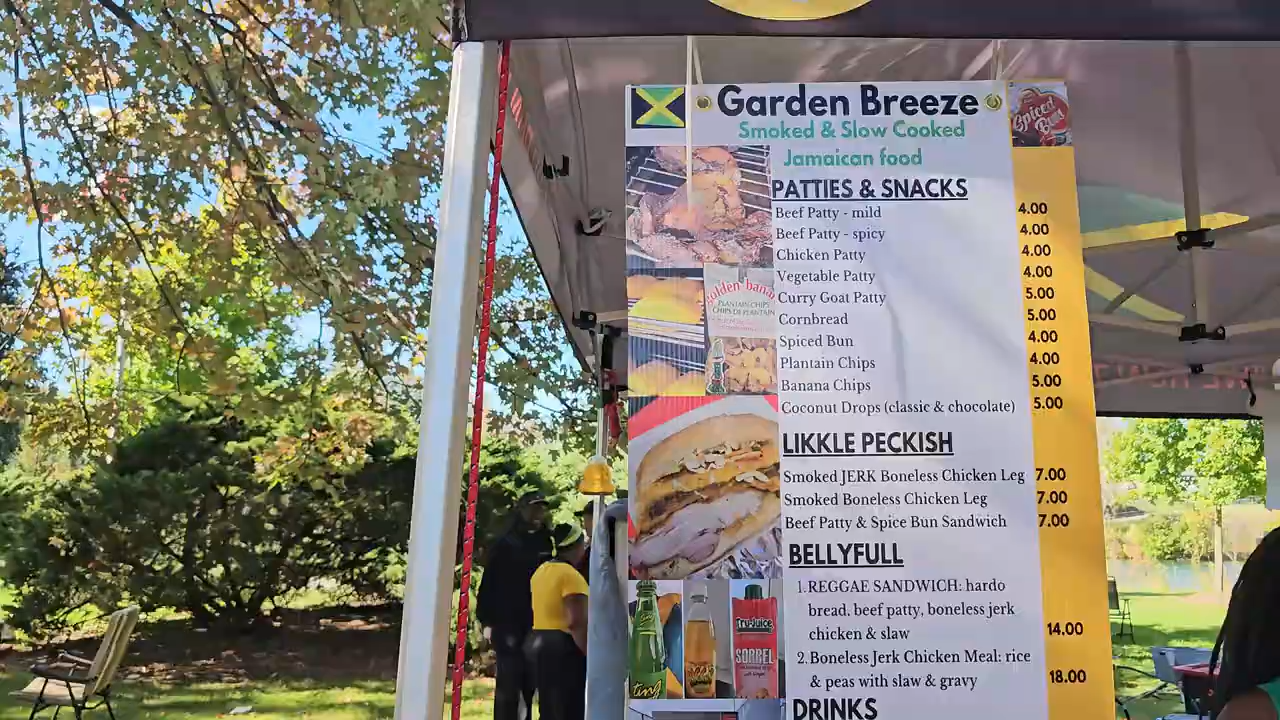 Garden Breeze
Smoked & Slow Cooked
Jamaican food
Spiced
Bun
PATTIES & SNACKS
Beef Patty - mild 4.00
Beef Patty - spicy 4.00
Chicken Patty 4.00
Vegetable Patty 4.00
Curry Goat Patty 5.00
Cornbread 5.00
Spiced Bun 4.00
Plantain Chips 4.00
Banana Chips 5.00
Coconut Drops (classic & chocolate) 5.00
PLANTAIN CHIPS
CHIPS DE PLANTAIN
LIKKLE PECKISH
Smoked JERK Boneless Chicken Leg 7.00
Smoked Boneless Chicken Leg 7.00
Beef Patty & Spice Bun Sandwich 7.00
BELLYFULL
1. REGGAE SANDWICH: hardo
bread, beef patty, boneless jerk
chicken & slaw 14.00
2. Boneless Jerk Chicken Meal: rice
& peas with slaw & gravy 18.00
DRINKS
Ting
Tru-Juice
SORREL